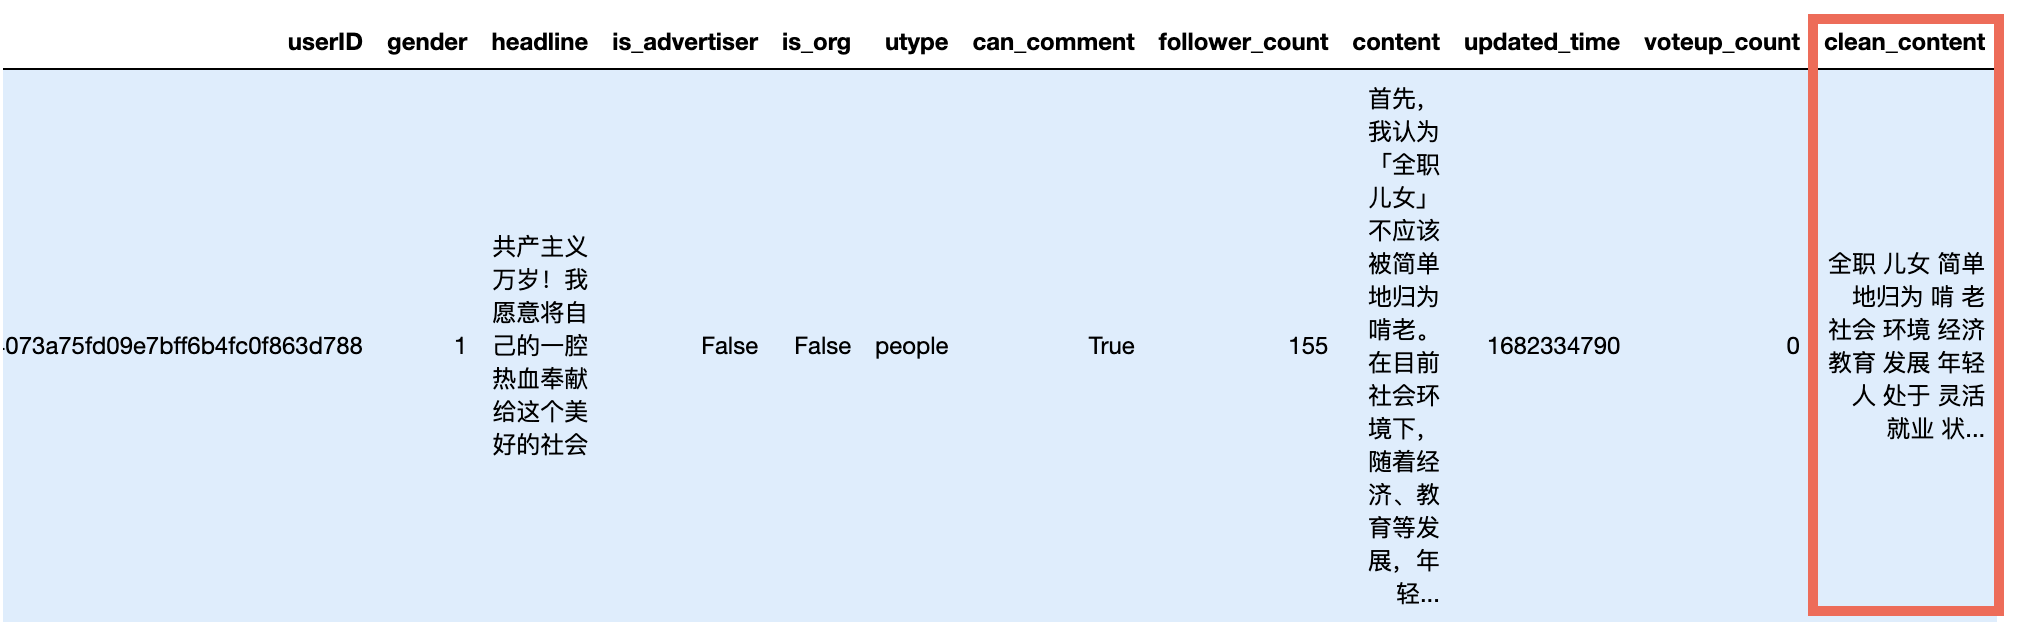 userID gender headline is_advertiser is_org utype can_comment follower_count content updated_time voteup_count clean_content
073a75fd09e7bff6b4fc0f863d788
1
共产主义
万岁！我
愿意将自
己的一腔
热血奉献
给这个美
好的社会
False
False
people
True
155
首先，
我认为
「全职
儿女」
不应该
被简单
地归为
啃老。
在目前
社会环
境下，
随着经
济、教
育等发
展，年
轻...
1682334790
0
全职 儿女 简单
地归为 啃 老
社会 环境 经济
教育 发展 年轻
人 处于 灵活
就业 状...